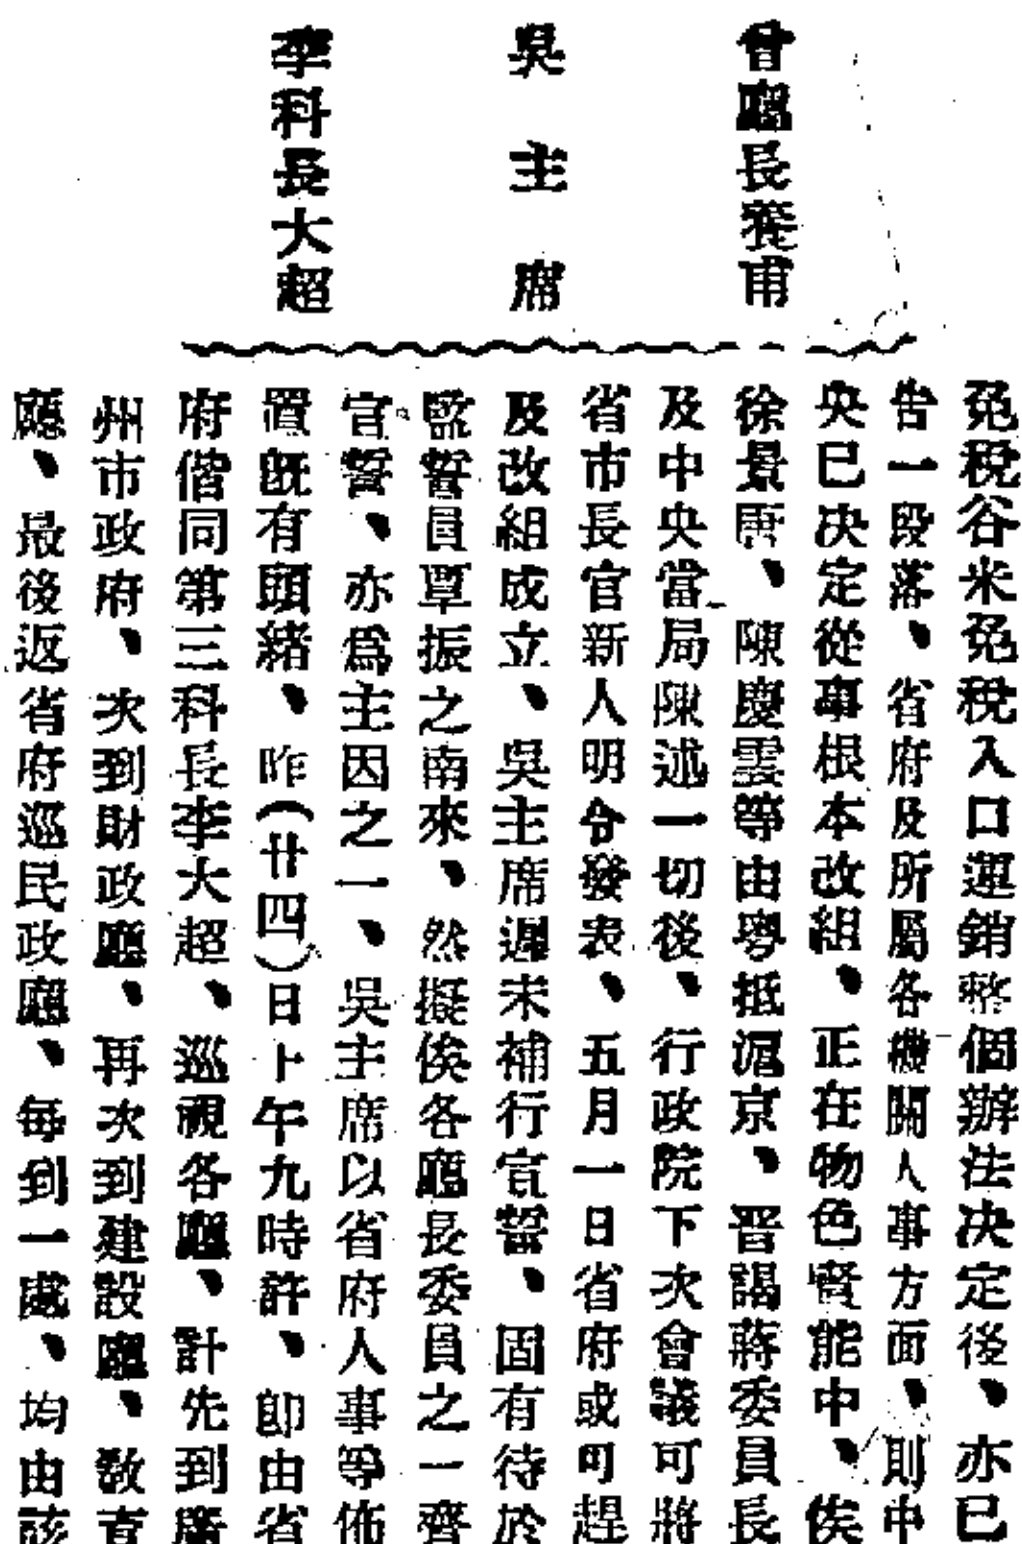 曾廳長養甫
吳主席
李科長大超
免稅谷米免稅入口運銷整個辦法决定後、亦已
告一段落、省府及所屬各機關人事方面、則中
央已决定從事根本改組、正在物色賢能中、俟
徐景唐、陳慶雲等由粤抵滬京、晋謁蔣委員長
及中央當局陳述一切後、行政院下次會議可將
省市長官新人明令發表、五月一日省府或可趕
及改組成立、吳主席遲未補行宣誓、固有待於
監誓員覃振之南來、然擬俟各廳長委員之一齊
官誓、亦爲主因之一、吳主席以省府人事等佈
置旣有頭緒、昨(廿四)日上午九時許、卽由省
府偕同第三科長李大超、巡視各廳、計先到廣
州市政府、次到財政廳、再次到建設廳、敎育
廳、最後返省府巡民政廳、每到一處、均由該